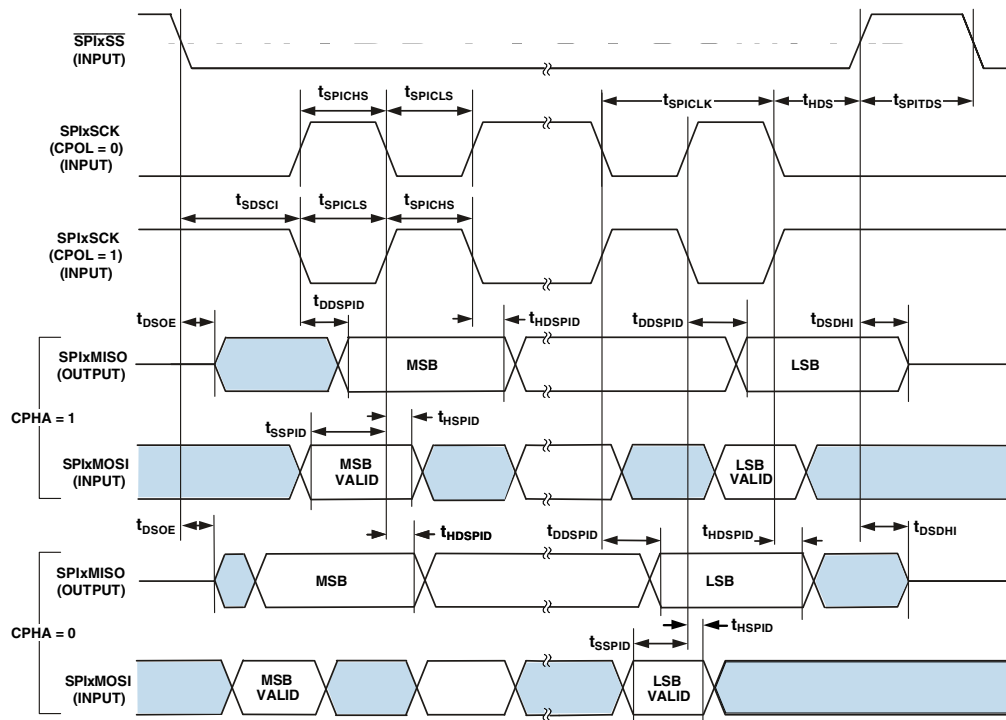 SPIxSS
(INPUT)
tSPICHS tSPICLS tSPICLK tHDS tSPITDS
SPIxSCK
(CPOL = 0)
(INPUT)
tSDSCI tSPICLS tSPICHS
SPIxSCK
(CPOL = 1)
(INPUT)
tDSOE tDDSPID tHDSPID tDDSPID tDSDHI
SPIxMISO
(OUTPUT)
MSB LSB
CPHA = 1
tSSPID tHSPID
SPIxMOSI
(INPUT)
MSB
VALID
LSB
VALID
tDSOE tHDSPID tDDSPID tHDSPID tDSDHI
SPIxMISO
(OUTPUT)
MSB LSB
CPHA = 0
tSSPID tHSPID
SPIxMOSI
(INPUT)
MSB
VALID
LSB
VALID